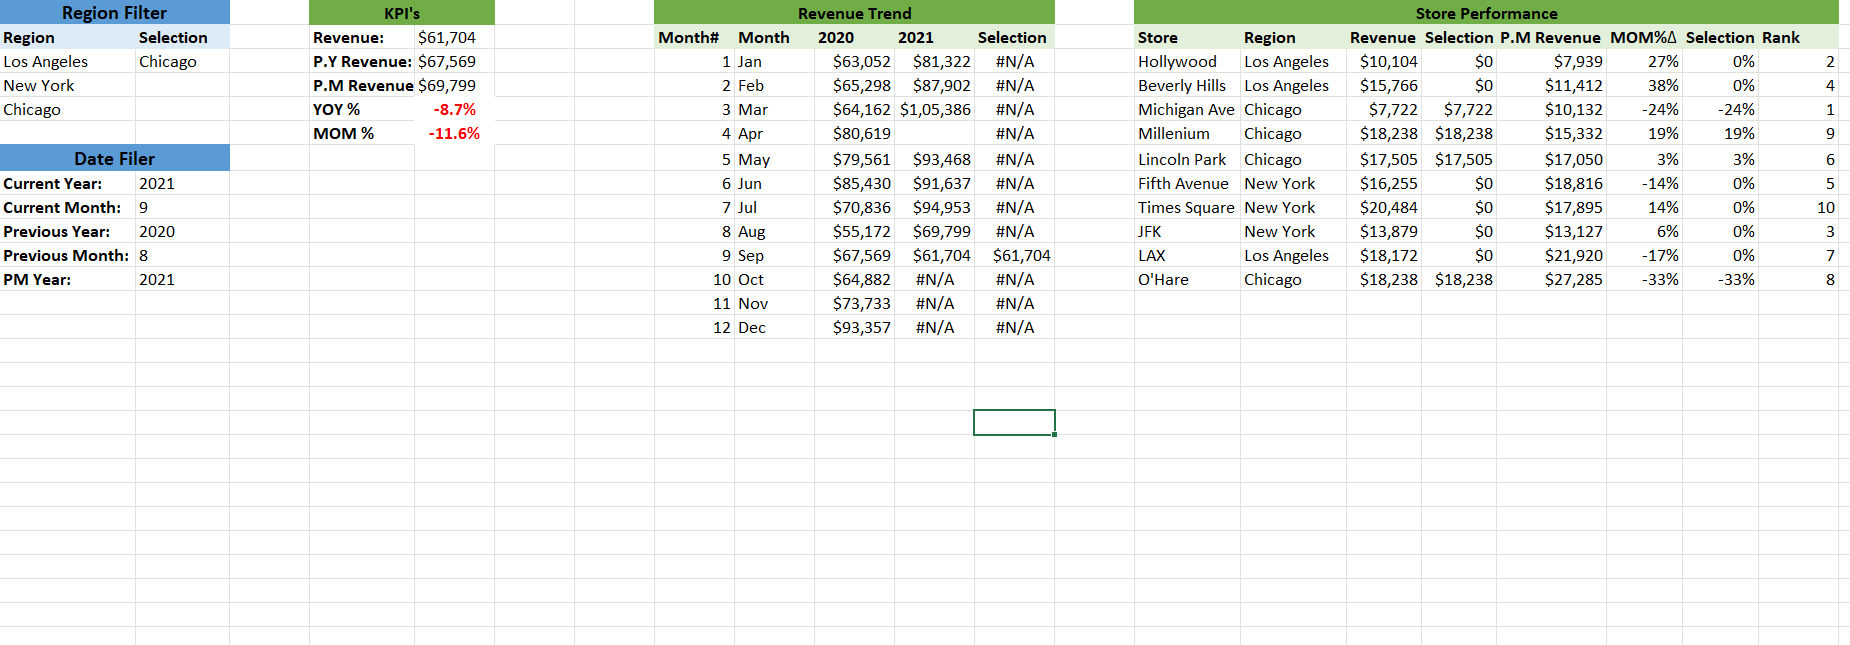 Region Filter KPI's Revenue Trend Store Performance
Region Selection Revenue: $61,704 Month# Month 2020 2021 Selection Store Region Revenue Selection P.M Revenue MOM%Δ Selection Rank
Los Angeles Chicago P.Y Revenue: $67,569 1 Jan $63,052 $81,322 #N/A Hollywood Los Angeles $10,104 $0 $7,939 27% 0% 2
New York P.M Revenue $69,799 2 Feb $65,298 $87,902 #N/A Beverly Hills Los Angeles $15,766 $0 $11,412 38% 0% 4
Chicago YOY % -8.7% 3 Mar $64,162 $1,05,386 #N/A Michigan Ave Chicago $7,722 $7,722 $10,132 -24% -24% 1
MOM % -11.6% 4 Apr $80,619 #N/A Millenium Chicago $18,238 $18,238 $15,332 19% 19% 9
Date Filer 5 May $79,561 $93,468 #N/A Lincoln Park Chicago $17,505 $17,505 $17,050 3% 3% 6
Current Year: 2021 6 Jun $85,430 $91,637 #N/A Fifth Avenue New York $16,255 $0 $18,816 -14% 0% 5
Current Month: 9 7 Jul $70,836 $94,953 #N/A Times Square New York $20,484 $0 $17,895 14% 0% 10
Previous Year: 2020 8 Aug $55,172 $69,799 #N/A JFK New York $13,879 $0 $13,127 6% 0% 3
Previous Month: 8 9 Sep $67,569 $61,704 $61,704 LAX Los Angeles $18,172 $0 $21,920 -17% 0% 7
PM Year: 2021 10 Oct $64,882 #N/A #N/A O'Hare Chicago $18,238 $18,238 $27,285 -33% -33% 8
11 Nov $73,733 #N/A #N/A
12 Dec $93,357 #N/A #N/A